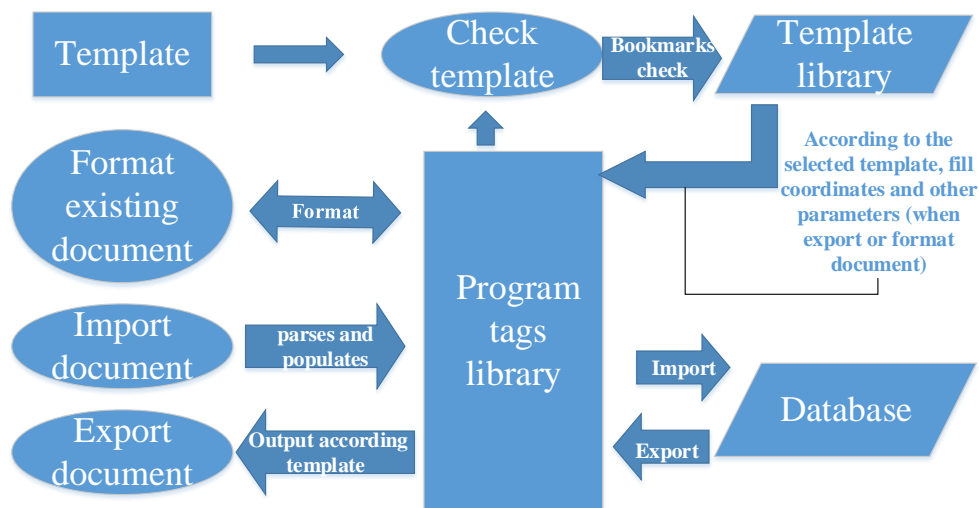 Template
Check
template
Bookmarks
check
Template
library
Format
existing
document
Format
According to the
selected template, fill
coordinates and other
parameters (when
export or format
document)
Program
tags
library
Import
document
parses and
populates
Import
Database
Export
document
Output according
template
Export